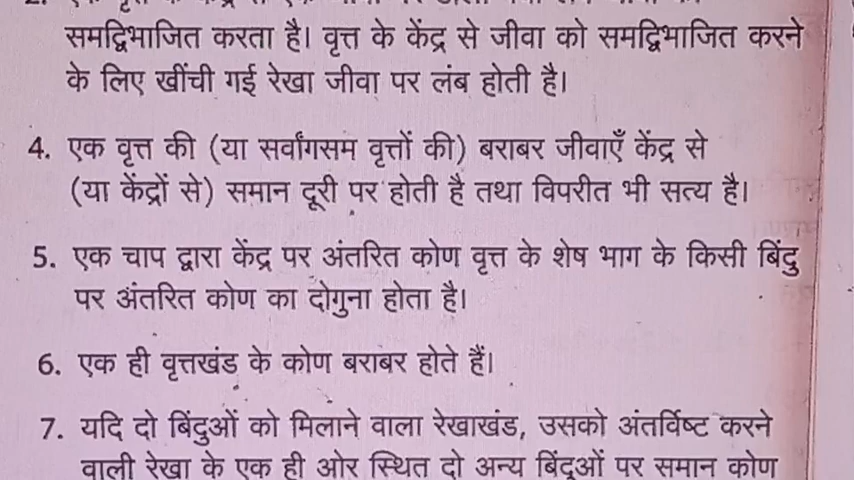 समद्विभाजित करता है। वृत्त के केंद्र से जीवा को समद्विभाजित करने
के लिए खींची गई रेखा जीवा पर लंब होती है।
4. एक वृत्त की (या सर्वांगसम वृत्तों की) बराबर जीवाएँ केंद्र से
(या केंद्रों से) समान दूरी पर होती है तथा विपरीत भी सत्य है।
5. एक चाप द्वारा केंद्र पर अंतरित कोण वृत्त के शेष भाग के किसी बिंदु
पर अंतरित कोण का दोगुना होता है।
6. एक ही वृत्तखंड के कोण बराबर होते हैं।
7. यदि दो बिंदुओं को मिलाने वाला रेखाखंड, उसको अंतर्विष्ट करने
वाली रेखा के एक ही ओर स्थित दो अन्य बिंदुओं पर समान कोण